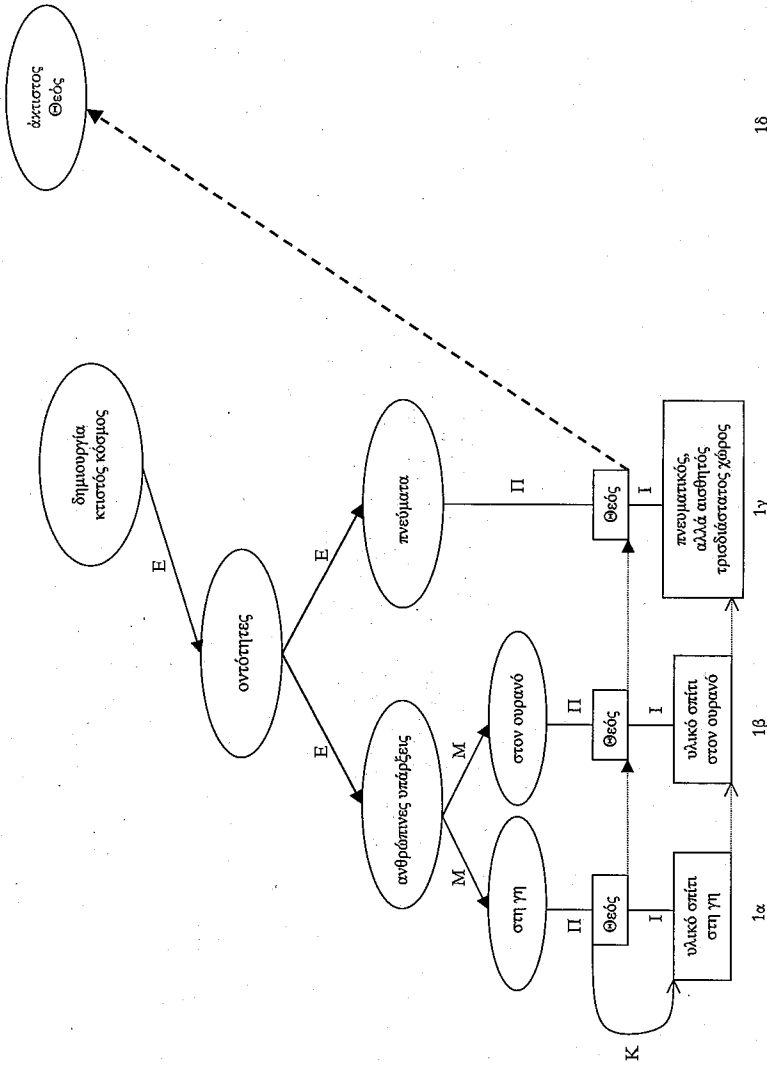 άκτιστος
Θεός
δημιουργία
κτιστός κόσμος
Ε
οντότητες
Ε
Ε
ανθρώπινες υπάρξεις
πνεύματα
Μ
Μ
στη γη
στον ουρανό
Π
Π
Π
Θεός
Θεός
Θεός
Ι
Ι
Ι
Κ
υλικό σπίτι
στη γη
υλικό σπίτι
στον ουρανό
πνευματικός,
αλλά αισθητός
τρισδιάστατος χώρος
1α
1β
1γ
1δ